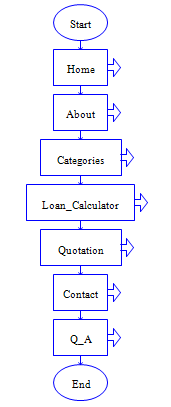 Start
Home
About
Categories
Loan_Calculator
Quotation
Contact
Q_A
End